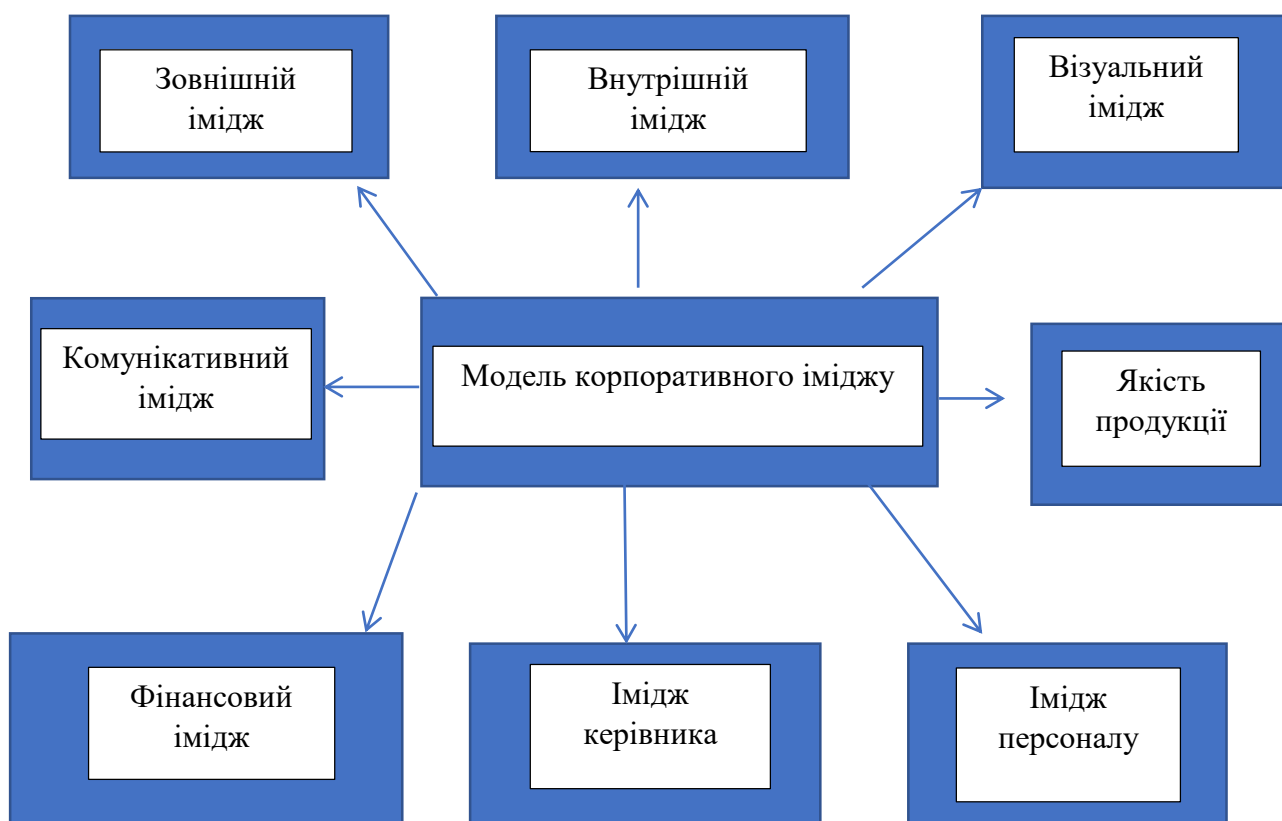 Зовнішній
імідж
Внутрішній
імідж
Візуальний
імідж
Комунікативний
імідж
Модель корпоративного іміджу
Якість
продукції
Фінансовий
імідж
Імідж
керівника
Імідж
персоналу